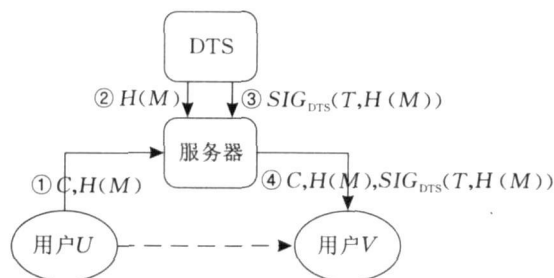 DTS
② H(M)
③ SIG_DTS(T,H(M))
服务器
① C,H(M)
④ C,H(M),SIG_DTS(T,H(M))
用户U
用户V